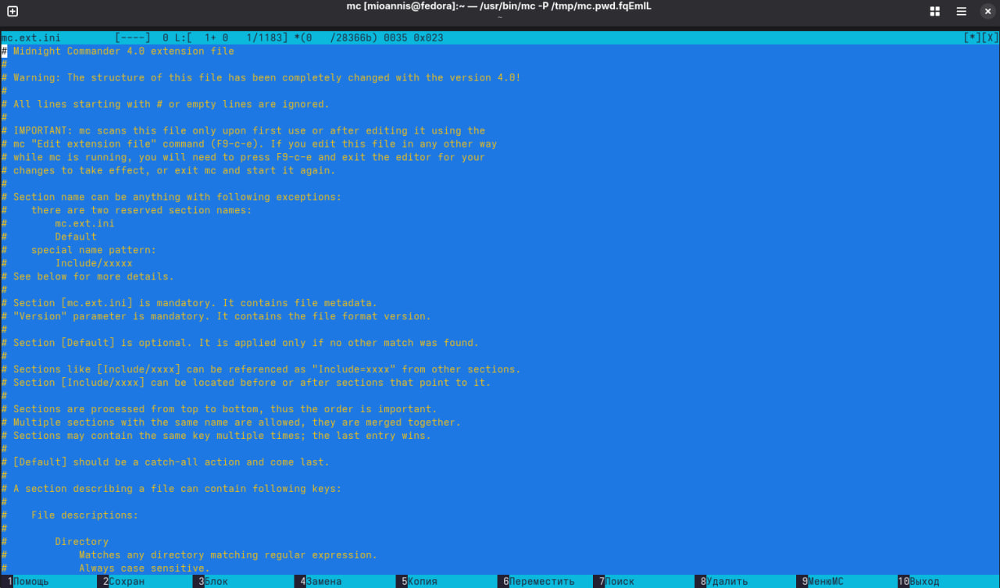 mc [mioannis@fedora]:~ — /usr/bin/mc -P /tmp/mc.pwd.fqEmIL
~
mc.ext.ini [----] 0 L:[ 1+ 0 1/1183] *(0 /28366b) 0035 0x023 [*][X]
# Midnight Commander 4.0 extension file
#
# Warning: The structure of this file has been completely changed with the version 4.0!
#
# All lines starting with # or empty lines are ignored.
#
# IMPORTANT: mc scans this file only upon first use or after editing it using the
# mc "Edit extension file" command (F9-c-e). If you edit this file in any other way
# while mc is running, you will need to press F9-c-e and exit the editor for your
# changes to take effect, or exit mc and start it again.
#
# Section name can be anything with following exceptions:
#    there are two reserved section names:
#        mc.ext.ini
#        Default
#    special name pattern:
#        Include/xxxxx
# See below for more details.
#
# Section [mc.ext.ini] is mandatory. It contains file metadata.
# "Version" parameter is mandatory. It contains the file format version.
#
# Section [Default] is optional. It is applied only if no other match was found.
#
# Sections like [Include/xxxx] can be referenced as "Include=xxxx" from other sections.
# Section [Include/xxxx] can be located before or after sections that point to it.
#
# Sections are processed from top to bottom, thus the order is important.
# Multiple sections with the same name are allowed, they are merged together.
# Sections may contain the same key multiple times; the last entry wins.
#
# [Default] should be a catch-all action and come last.
#
# A section describing a file can contain following keys:
#
#    File descriptions:
#
#        Directory
#            Matches any directory matching regular expression.
#            Always case sensitive.
1Помощь 2Сохран 3Блок 4Замена 5Копия 6Переместить 7Поиск 8Удалить 9МенюMC 10Выход